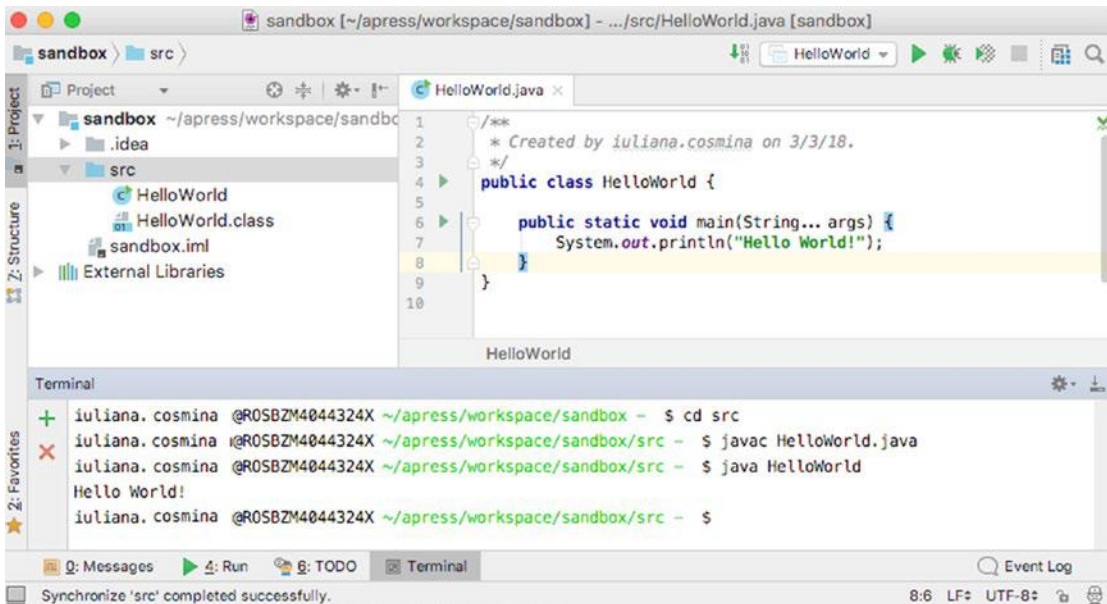 sandbox [~/apress/workspace/sandbox] - .../src/HelloWorld.java [sandbox]
sandbox src
HelloWorld
1: Project
Z: Structure
2: Favorites
Project
sandbox ~/apress/workspace/sandbo
.idea
src
HelloWorld
HelloWorld.class
sandbox.iml
External Libraries
HelloWorld.java
1 /**
2 * Created by iuliana.cosmina on 3/3/18.
3 */
4 public class HelloWorld {
5
6 public static void main(String... args) {
7 System.out.println("Hello World!");
8 }
9 }
10
HelloWorld
Terminal
iuliana.cosmina @ROSBZM4044324X ~/apress/workspace/sandbox - $ cd src
iuliana.cosmina @ROSBZM4044324X ~/apress/workspace/sandbox/src - $ javac HelloWorld.java
iuliana.cosmina @ROSBZM4044324X ~/apress/workspace/sandbox/src - $ java HelloWorld
Hello World!
iuliana.cosmina @ROSBZM4044324X ~/apress/workspace/sandbox/src - $
0: Messages 4: Run 6: TODO Terminal Event Log
Synchronize 'src' completed successfully. 8:6 LF UTF-8